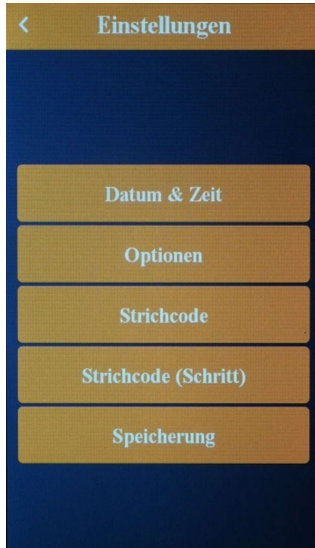 Einstellungen
Datum & Zeit
Optionen
Strichcode
Strichcode (Schritt)
Speicherung